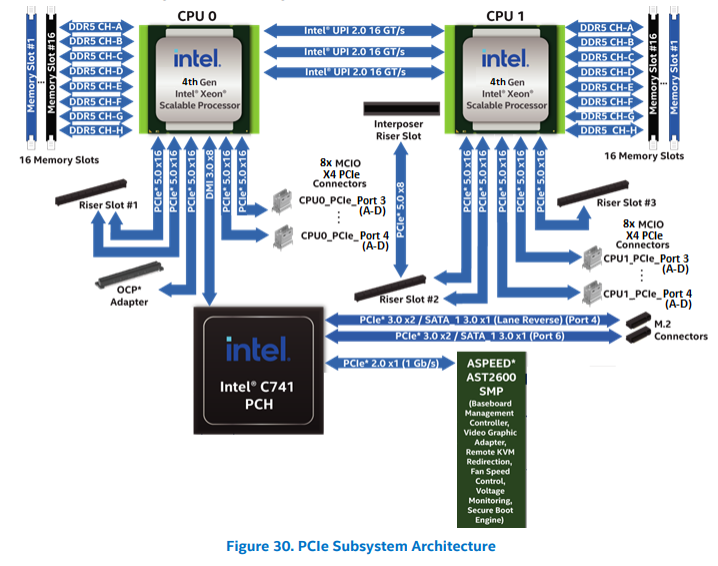 CPU 0
CPU 1
Memory Slot #1
Memory Slot #16
DDR5 CH-A
DDR5 CH-B
DDR5 CH-C
DDR5 CH-D
DDR5 CH-E
DDR5 CH-F
DDR5 CH-G
DDR5 CH-H
16 Memory Slots
intel.
4th Gen
Intel® Xeon®
Scalable Processor
Intel® UPI 2.0 16 GT/s
Intel® UPI 2.0 16 GT/s
Intel® UPI 2.0 16 GT/s
intel.
4th Gen
Intel® Xeon®
Scalable Processor
DDR5 CH-A
DDR5 CH-B
DDR5 CH-C
DDR5 CH-D
DDR5 CH-E
DDR5 CH-F
DDR5 CH-G
DDR5 CH-H
Memory Slot #16
Memory Slot #1
16 Memory Slots
Interposer
Riser Slot
PCIe* 5.0 x8
PCIe* 5.0 x16
PCIe* 5.0 x16
PCIe* 5.0 x16
DMI 3.0 x8
PCIe* 5.0 x16
PCIe* 5.0 x16
8x MCIO
X4 PCIe
Connectors
CPU0_PCIe_Port 3
(A-D)
CPU0_PCIe_Port 4
(A-D)
Riser Slot #1
OCP*
Adapter
PCIe* 5.0 x16
PCIe* 5.0 x16
PCIe* 5.0 x16
PCIe* 5.0 x16
PCIe* 5.0 x16
Riser Slot #3
8x MCIO
X4 PCIe
Connectors
CPU1_PCIe_Port 3
(A-D)
CPU1_PCIe_Port 4
(A-D)
Riser Slot #2
PCIe* 3.0 x2 / SATA_1 3.0 x1 (Lane Reverse) (Port 4)
PCIe* 3.0 x2 / SATA_1 3.0 x1 (Port 6)
M.2
Connectors
intel.
Intel® C741
PCH
PCIe* 2.0 x1 (1 Gb/s)
ASPEED*
AST2600
SMP
(Baseboard
Management
Controller,
Video Graphic
Adapter,
Remote KVM
Redirection,
Fan Speed
Control,
Voltage
Monitoring,
Secure Boot
Engine)
Figure 30. PCIe Subsystem Architecture